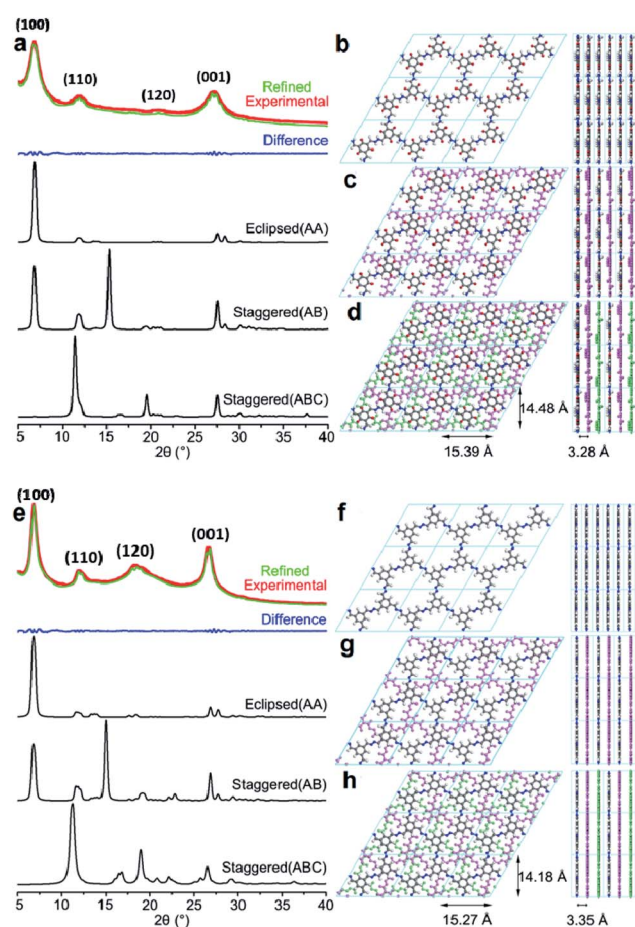 a
(100)
(110)
(120)
(001)
Refined
Experimental
Difference
Eclipsed(AA)
Staggered(AB)
Staggered(ABC)
5 10 15 20 25 30 35 40
2θ (°)
b
c
d
14.48 Å
15.39 Å
3.28 Å
e
(100)
(110)
(120)
(001)
Refined
Experimental
Difference
Eclipsed(AA)
Staggered(AB)
Staggered(ABC)
5 10 15 20 25 30 35 40
2θ (°)
f
g
h
14.18 Å
15.27 Å
3.35 Å